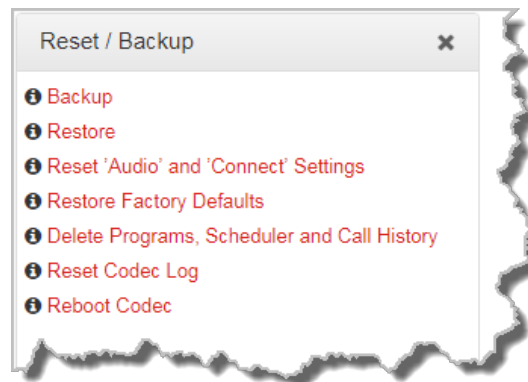 Reset / Backup
Backup
Restore
Reset 'Audio' and 'Connect' Settings
Restore Factory Defaults
Delete Programs, Scheduler and Call History
Reset Codec Log
Reboot Codec